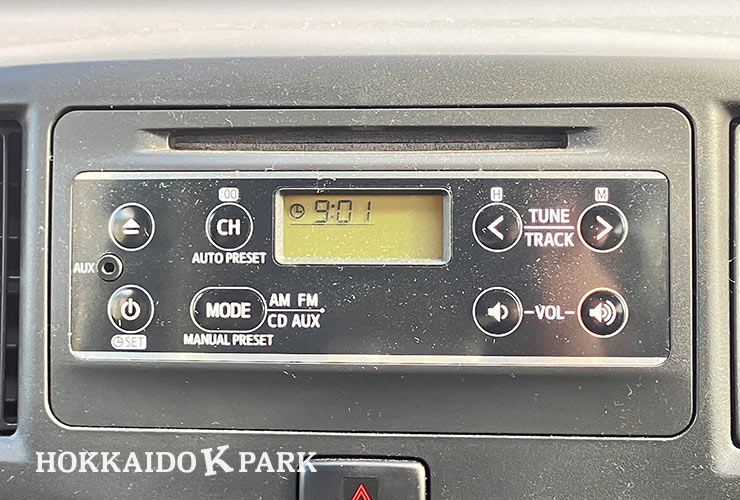 :00
H
M
9:01
CH
TUNE
TRACK
AUTO PRESET
AUX
MODE
AM FM
CD AUX
VOL
SET
MANUAL PRESET
HOKKAIDO K PARK